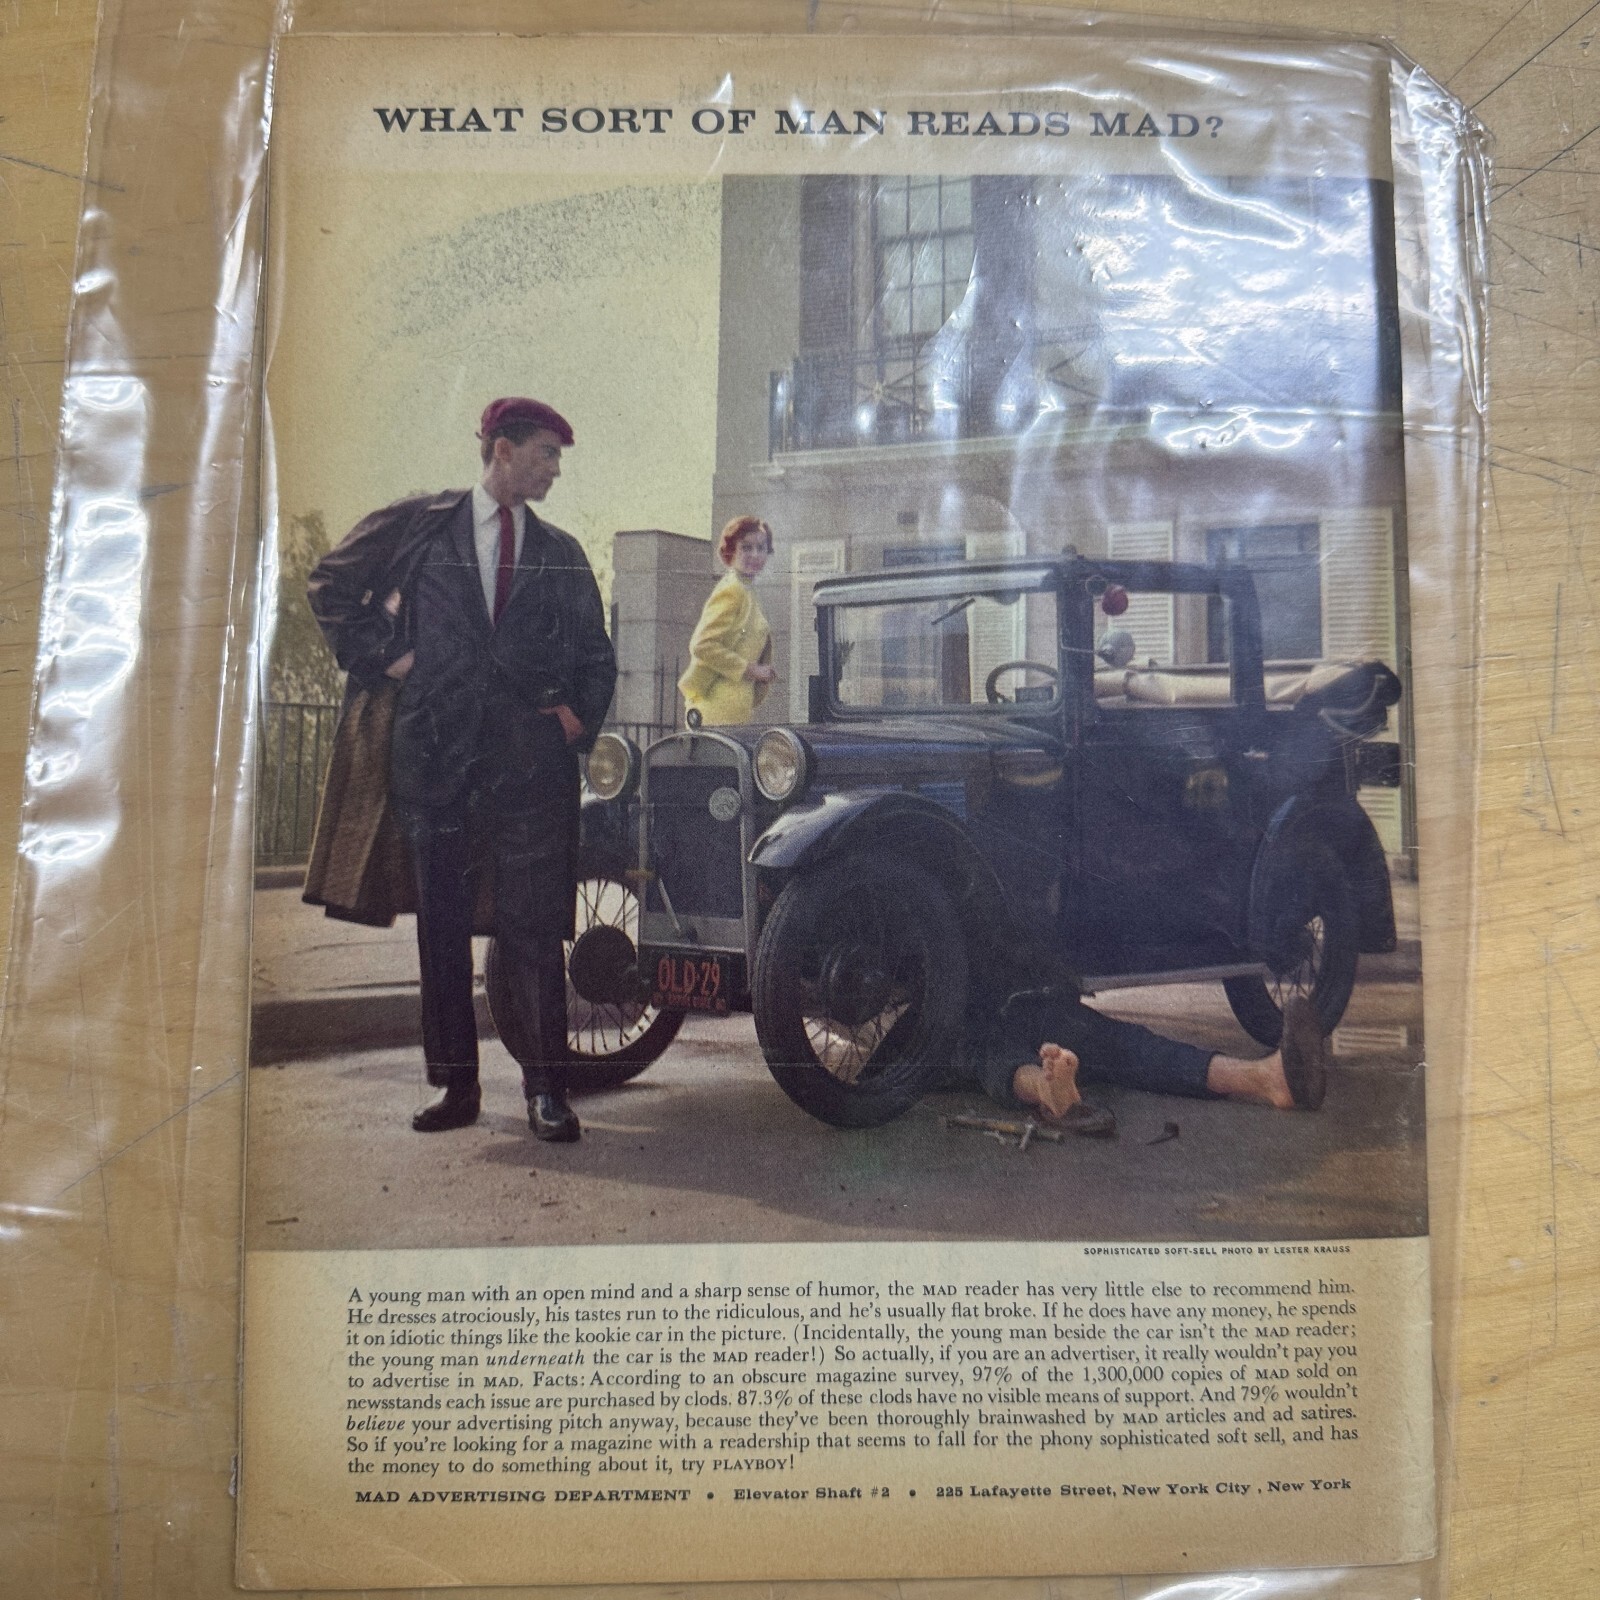 WHAT SORT OF MAN READS MAD?
OLD-79
SOPHISTICATED SOFT-SELL PHOTO BY LESTER KRAUSS
A young man with an open mind and a sharp sense of humor, the MAD reader has very little else to recommend him.
He dresses atrociously, his tastes run to the ridiculous, and he's usually flat broke. If he does have any money, he spends
it on idiotic things like the kookie car in the picture. (Incidentally, the young man beside the car isn't the MAD reader;
the young man underneath the car is the MAD reader!) So actually, if you are an advertiser, it really wouldn't pay you
to advertise in MAD. Facts: According to an obscure magazine survey, 97% of the 1,300,000 copies of MAD sold on
newsstands each issue are purchased by clods. 87.3% of these clods have no visible means of support. And 79% wouldn't
believe your advertising pitch anyway, because they've been thoroughly brainwashed by MAD articles and ad satires.
So if you're looking for a magazine with a readership that seems to fall for the phony sophisticated soft sell, and has
the money to do something about it, try PLAYBOY!
MAD ADVERTISING DEPARTMENT • Elevator Shaft #2 • 225 Lafayette Street, New York City , New York